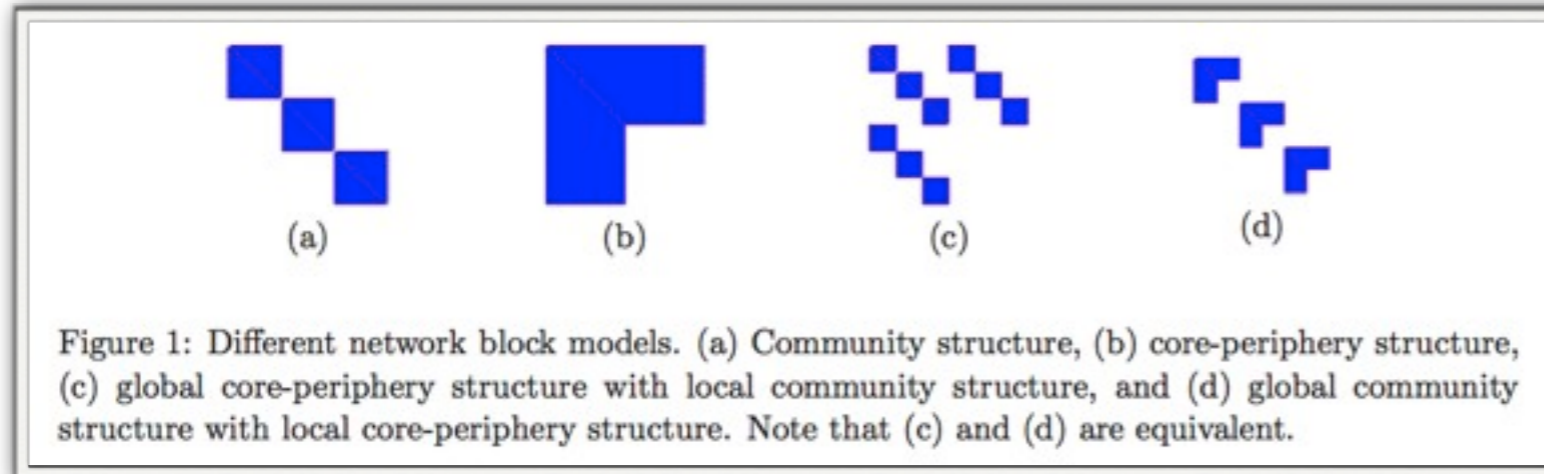 (a) (b) (c) (d)
Figure 1: Different network block models. (a) Community structure, (b) core-periphery structure,
(c) global core-periphery structure with local community structure, and (d) global community
structure with local core-periphery structure. Note that (c) and (d) are equivalent.